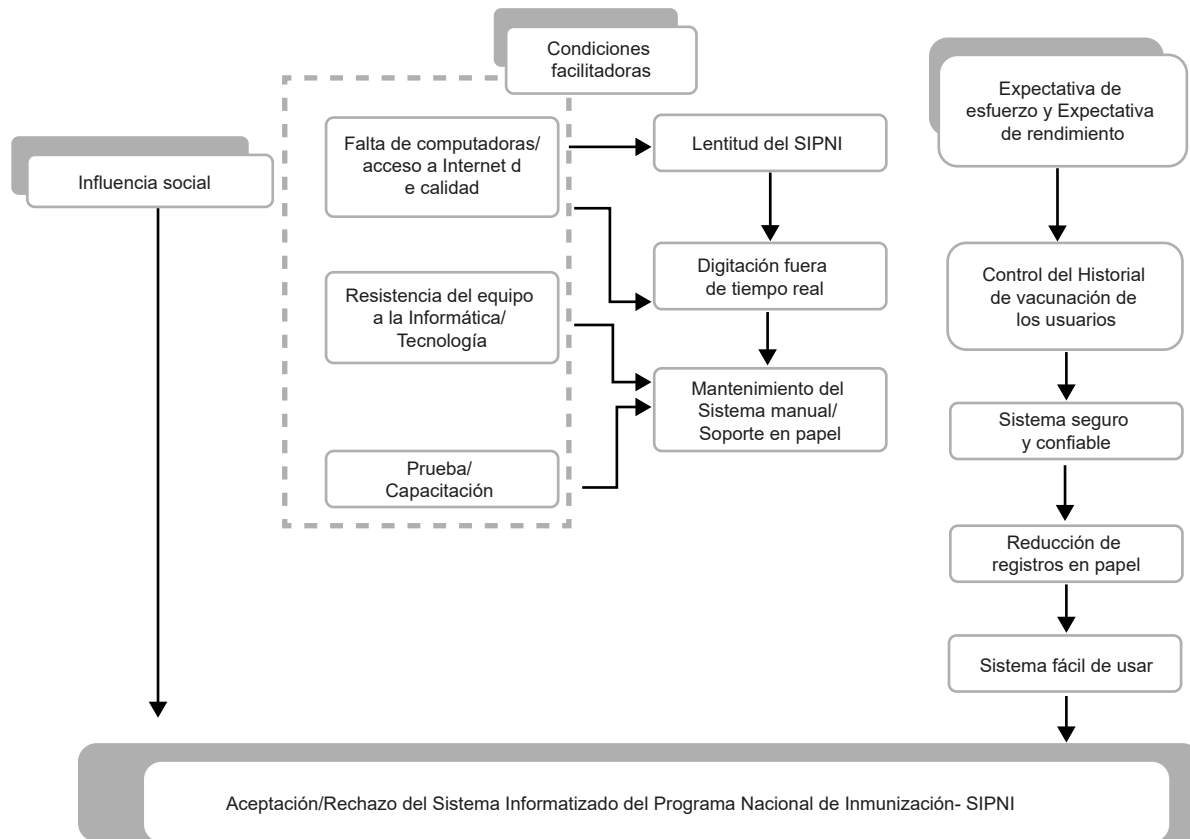 Condiciones
facilitadoras
Expectativa de
esfuerzo y Expectativa
de rendimiento
Influencia social
Falta de computadoras/
acceso a Internet d
e calidad
Lentitud del SIPNI
Resistencia del equipo
a la Informática/
Tecnología
Digitación fuera
de tiempo real
Control del Historial
de vacunación de
los usuarios
Mantenimiento del
Sistema manual/
Soporte en papel
Sistema seguro
y confiable
Prueba/
Capacitación
Reducción de
registros en papel
Sistema fácil de usar
Aceptación/Rechazo del Sistema Informatizado del Programa Nacional de Inmunización- SIPNI